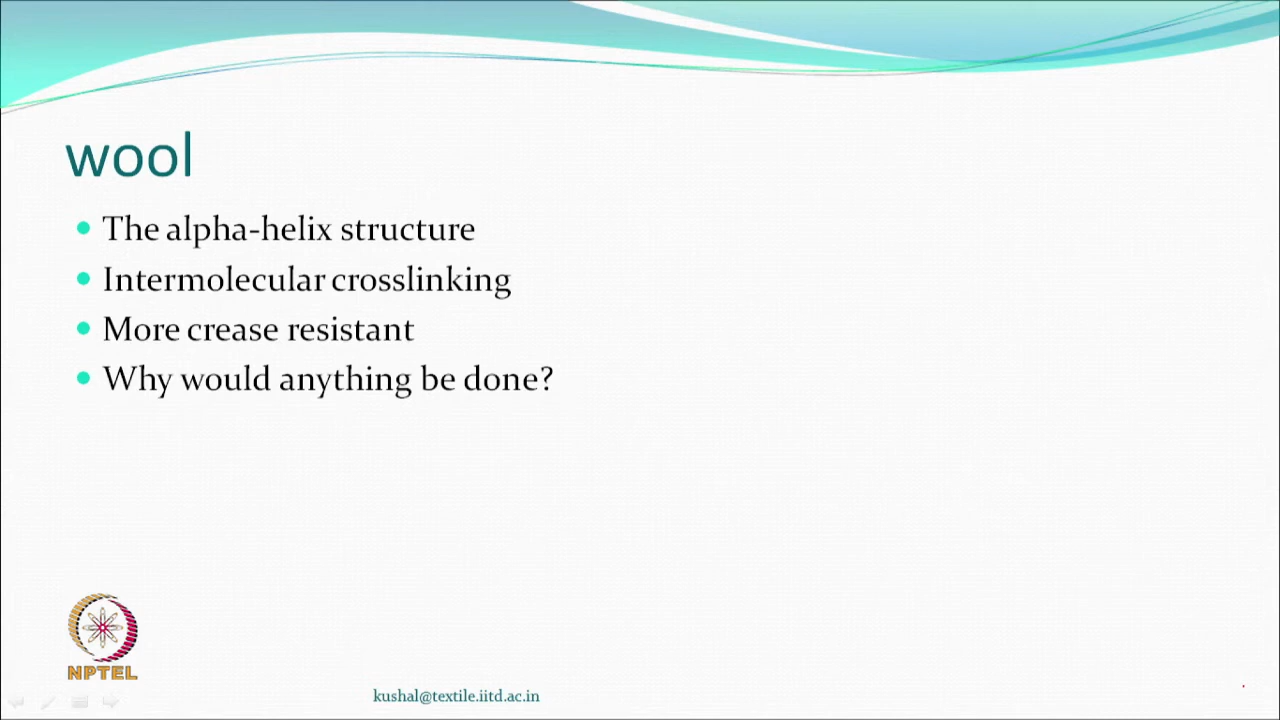 wool
The alpha-helix structure
Intermolecular crosslinking
More crease resistant
Why would anything be done?
NPTEL
kushal@textile.iitd.ac.in